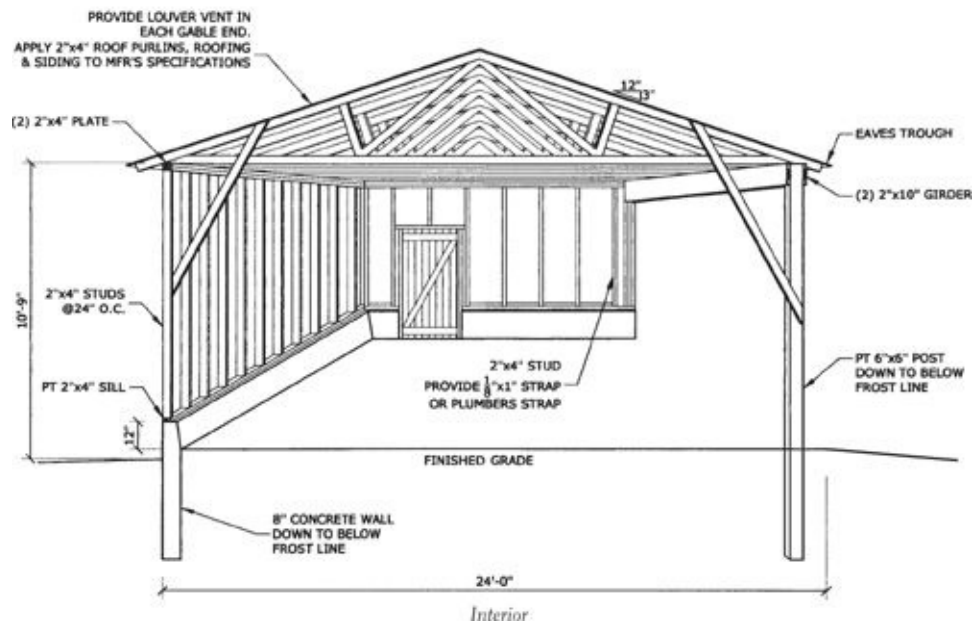 PROVIDE LOUVER VENT IN
EACH GABLE END.
APPLY 2"x4" ROOF PURLINS, ROOFING
& SIDING TO MFR'S SPECIFICATIONS
12"
3"
(2) 2"x4" PLATE
EAVES TROUGH
(2) 2"x10" GIRDER
10'-9"
2"x4" STUDS
@24" O.C.
2"x4" STUD
PROVIDE 1/8"x1" STRAP
OR PLUMBERS STRAP
PT 6"x6" POST
DOWN TO BELOW
FROST LINE
PT 2"x4" SILL
12"
FINISHED GRADE
8" CONCRETE WALL
DOWN TO BELOW
FROST LINE
24'-0"
Interior